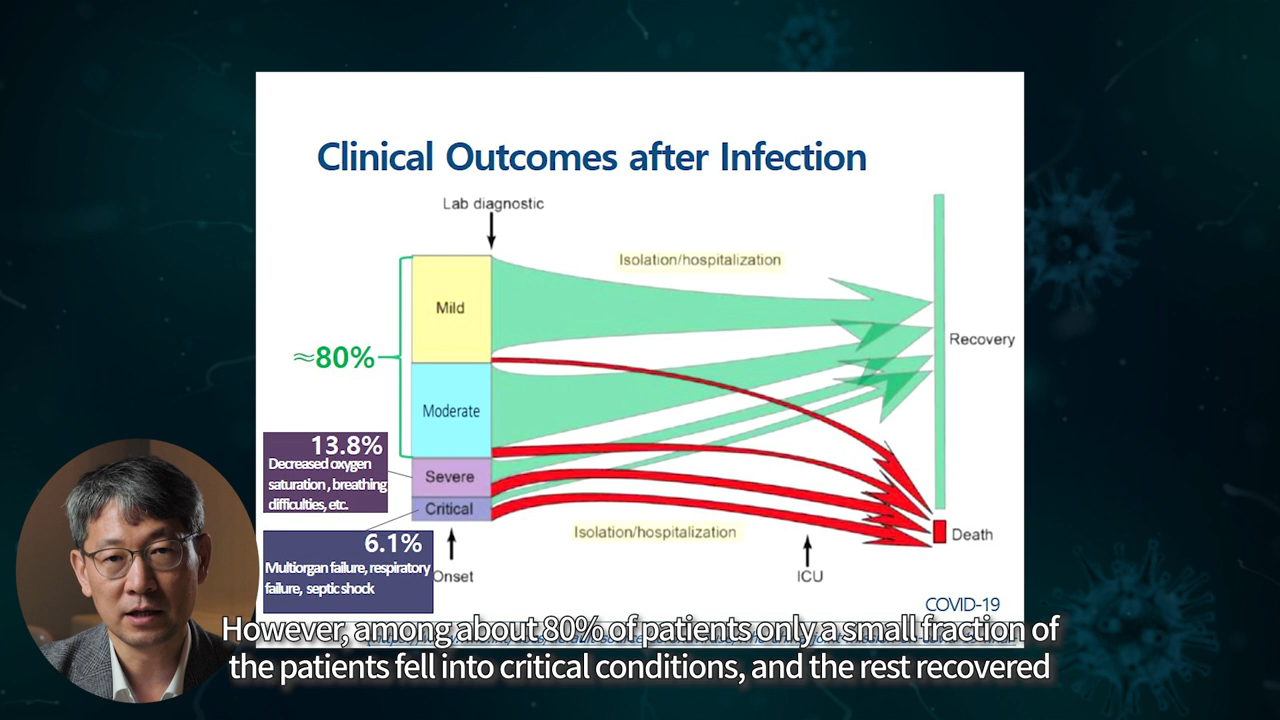 Clinical Outcomes after Infection
Lab diagnostic
Isolation/hospitalization
Mild
Recovery
≈80%
Moderate
13.8%
Decreased oxygen
saturation , breathing
difficulties, etc.
Severe
Critical
6.1%
Multiorgan failure, respiratory
failure, septic shock
Isolation/hospitalization
Death
Onset
ICU
COVID-19
However, among about 80% of patients only a small fraction of
the patients fell into critical conditions, and the rest recovered